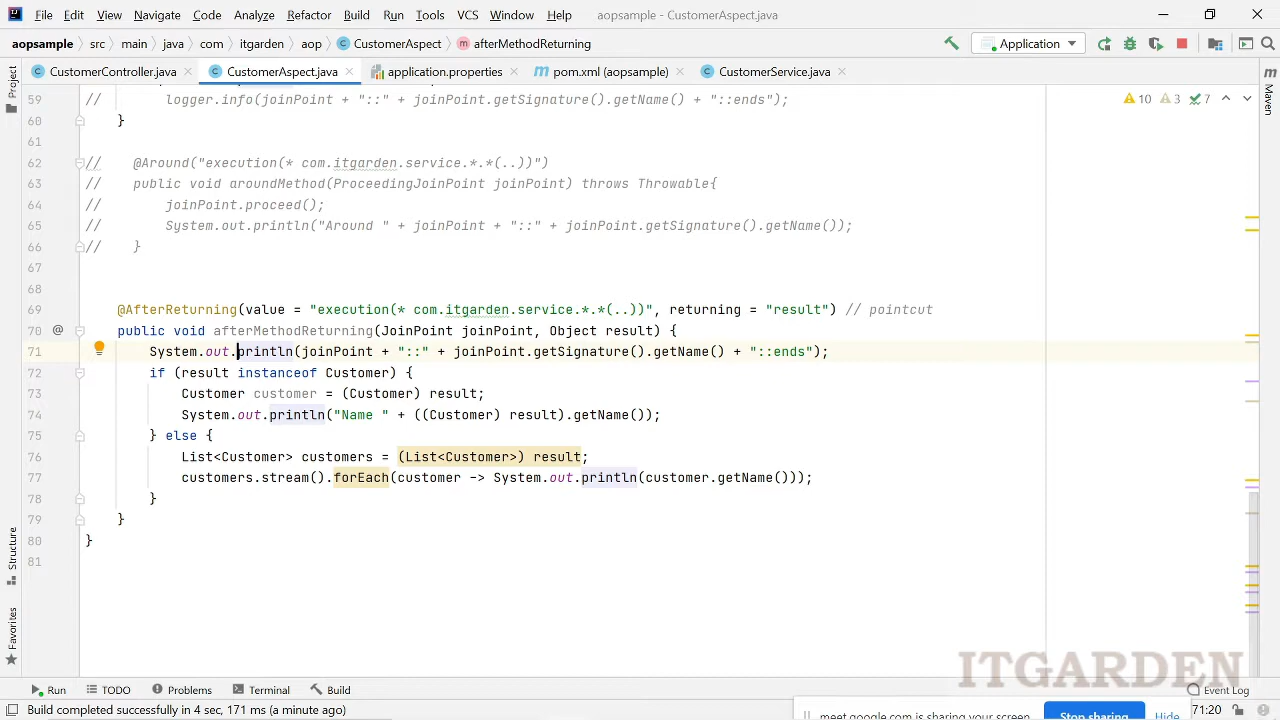 File Edit View Navigate Code Analyze Refactor Build Run Tools VCS Window Help aopsample - CustomerAspect.java
aopsample src main java com itgarden aop CustomerAspect afterMethodReturning Application
CustomerController.java CustomerAspect.java application.properties pom.xml (aopsample) CustomerService.java
59 // logger.info(joinPoint + "::" + joinPoint.getSignature().getName() + "::ends");
10 3 7
60 }
61
62 // @Around("execution(* com.itgarden.service.*.*(..))")
63 // public void aroundMethod(ProceedingJoinPoint joinPoint) throws Throwable{
64 // joinPoint.proceed();
65 // System.out.println("Around " + joinPoint + "::" + joinPoint.getSignature().getName());
66 // }
67
68
69 @AfterReturning(value = "execution(* com.itgarden.service.*.*(..))", returning = "result") // pointcut
70 @ public void afterMethodReturning(JoinPoint joinPoint, Object result) {
71 System.out.println(joinPoint + "::" + joinPoint.getSignature().getName() + "::ends");
72 if (result instanceof Customer) {
73 Customer customer = (Customer) result;
74 System.out.println("Name " + ((Customer) result).getName());
75 } else {
76 List<Customer> customers = (List<Customer>) result;
77 customers.stream().forEach(customer -> System.out.println(customer.getName()));
78 }
79 }
80 }
81
Project
Structure
Favorites
Maven
ITGARDEN
Run TODO Problems Terminal Build Event Log
Build completed successfully in 4 sec, 171 ms (a minute ago)
meet.google.com is sharing your screen. Stop sharing Hide 71:20